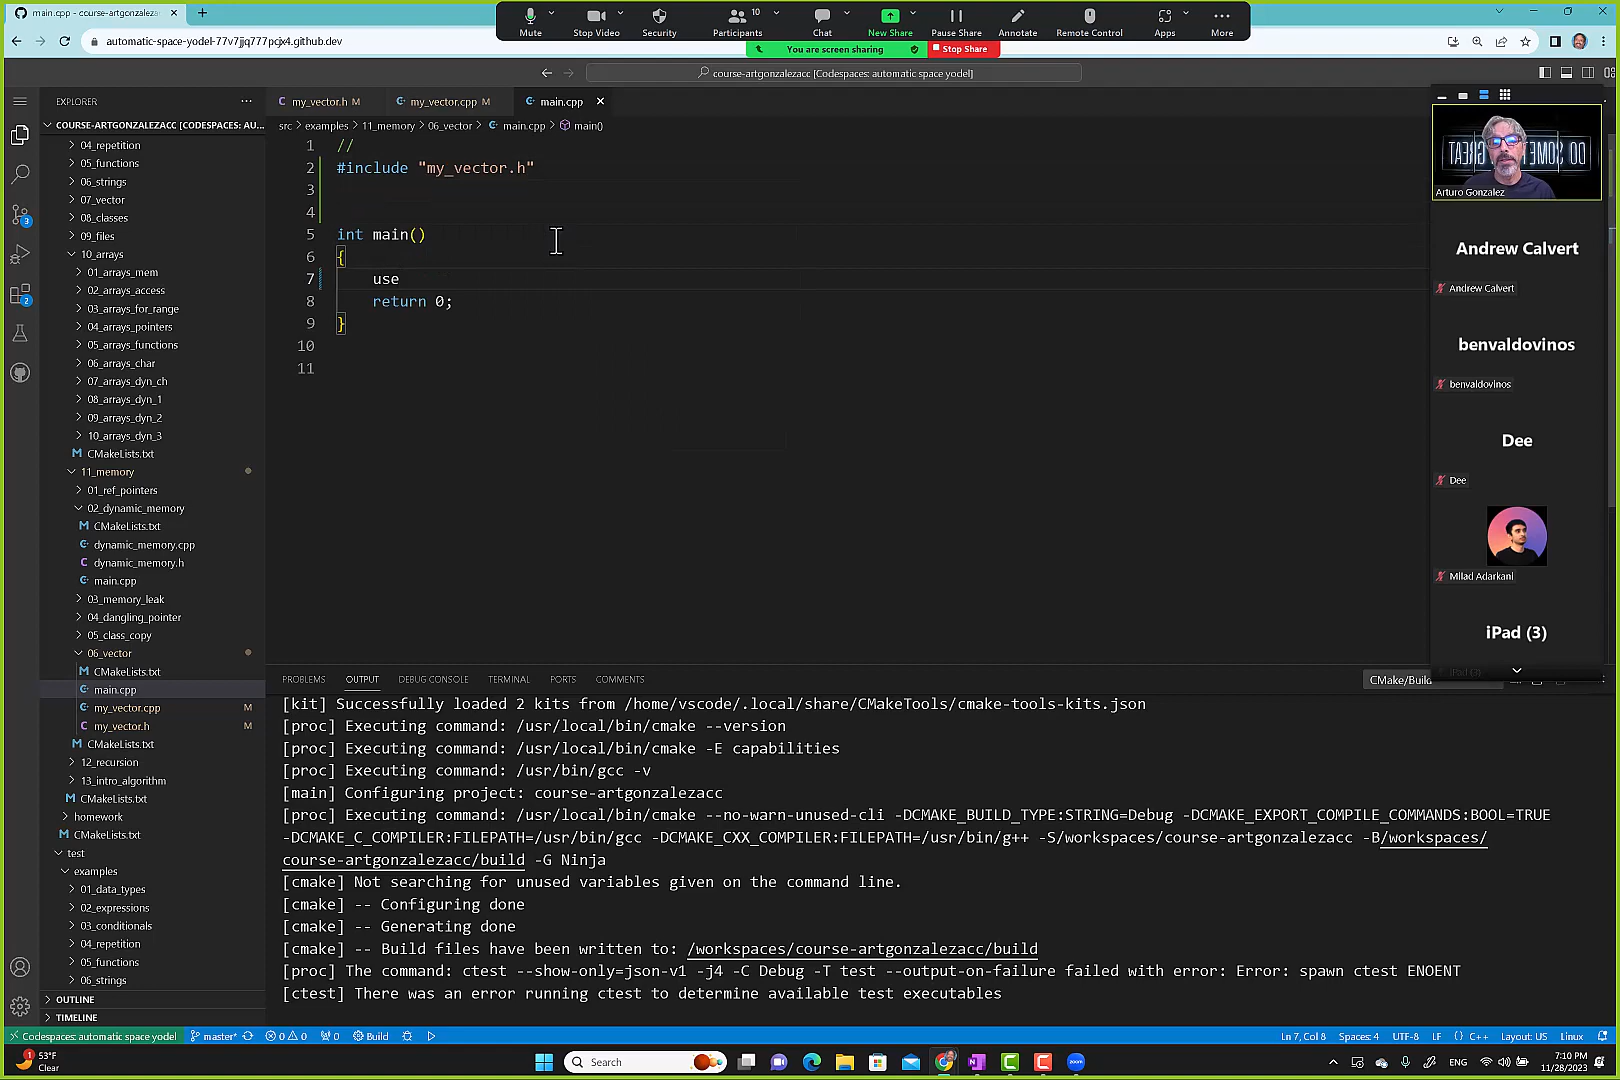 main.cpp - course-artgonzalez
automatic-space-yodel-77v7jjq777pcjx4.github.dev
Mute
Stop Video
Security
10
Participants
Chat
New Share
Pause Share
Annotate
Remote Control
Apps
More
You are screen sharing
Stop Share
course-artgonzalezacc [Codespaces: automatic space yodel]
EXPLORER
COURSE-ARTGONZALEZACC [CODESPACES: AU...
04_repetition
05_functions
06_strings
07_vector
08_classes
09_files
10_arrays
01_arrays_mem
02_arrays_access
03_arrays_for_range
04_arrays_pointers
05_arrays_functions
06_arrays_char
07_arrays_dyn_ch
08_arrays_dyn_1
09_arrays_dyn_2
10_arrays_dyn_3
CMakeLists.txt
11_memory
01_ref_pointers
02_dynamic_memory
CMakeLists.txt
dynamic_memory.cpp
dynamic_memory.h
main.cpp
03_memory_leak
04_dangling_pointer
05_class_copy
06_vector
CMakeLists.txt
main.cpp
my_vector.cpp M
my_vector.h M
CMakeLists.txt
12_recursion
13_intro_algorithm
CMakeLists.txt
homework
CMakeLists.txt
test
examples
01_data_types
02_expressions
03_conditionals
04_repetition
05_functions
06_strings
OUTLINE
TIMELINE
3
2
my_vector.h M
my_vector.cpp M
main.cpp
src > examples > 11_memory > 06_vector > main.cpp > main()
1 //
2 #include "my_vector.h"
3
4
5 int main()
6 {
7 use
8 return 0;
9 }
10
11
DO SOMETHING GREAT
Arturo Gonzalez
Andrew Calvert
Andrew Calvert
benvaldovinos
benvaldovinos
Dee
Dee
Milad Adarkani
iPad (3)
iPad (3)
PROBLEMS
OUTPUT
DEBUG CONSOLE
TERMINAL
PORTS
COMMENTS
CMake/Build
[kit] Successfully loaded 2 kits from /home/vscode/.local/share/CMakeTools/cmake-tools-kits.json
[proc] Executing command: /usr/local/bin/cmake --version
[proc] Executing command: /usr/local/bin/cmake -E capabilities
[proc] Executing command: /usr/bin/gcc -v
[main] Configuring project: course-artgonzalezacc
[proc] Executing command: /usr/local/bin/cmake --no-warn-unused-cli -DCMAKE_BUILD_TYPE:STRING=Debug -DCMAKE_EXPORT_COMPILE_COMMANDS:BOOL=TRUE
-DCMAKE_C_COMPILER:FILEPATH=/usr/bin/gcc -DCMAKE_CXX_COMPILER:FILEPATH=/usr/bin/g++ -S/workspaces/course-artgonzalezacc -B/workspaces/
course-artgonzalezacc/build -G Ninja
[cmake] Not searching for unused variables given on the command line.
[cmake] -- Configuring done
[cmake] -- Generating done
[cmake] -- Build files have been written to: /workspaces/course-artgonzalezacc/build
[proc] The command: ctest --show-only=json-v1 -j4 -C Debug -T test --output-on-failure failed with error: Error: spawn ctest ENOENT
[ctest] There was an error running ctest to determine available test executables
Codespaces: automatic space yodel
master*
0 0
0
Build
Ln 7, Col 8
Spaces: 4
UTF-8
LF
{ } C++
Layout: US
Linux
1
53°F
Clear
Search
zoom
ENG
7:10 PM
11/28/2023